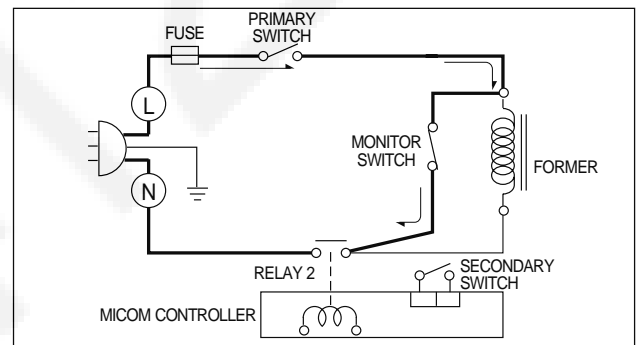 PRIMARY
SWITCH
FUSE
L
MONITOR
SWITCH
FORMER
N
SECONDARY
SWITCH
RELAY 2
MICOM CONTROLLER